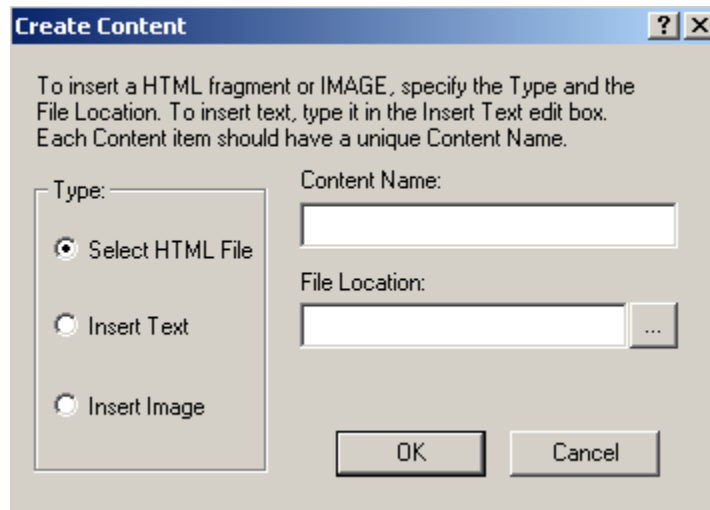 Create Content
To insert a HTML fragment or IMAGE, specify the Type and the
File Location. To insert text, type it in the Insert Text edit box.
Each Content item should have a unique Content Name.
Type:
Select HTML File
Insert Text
Insert Image
Content Name:
File Location:
...
OK
Cancel